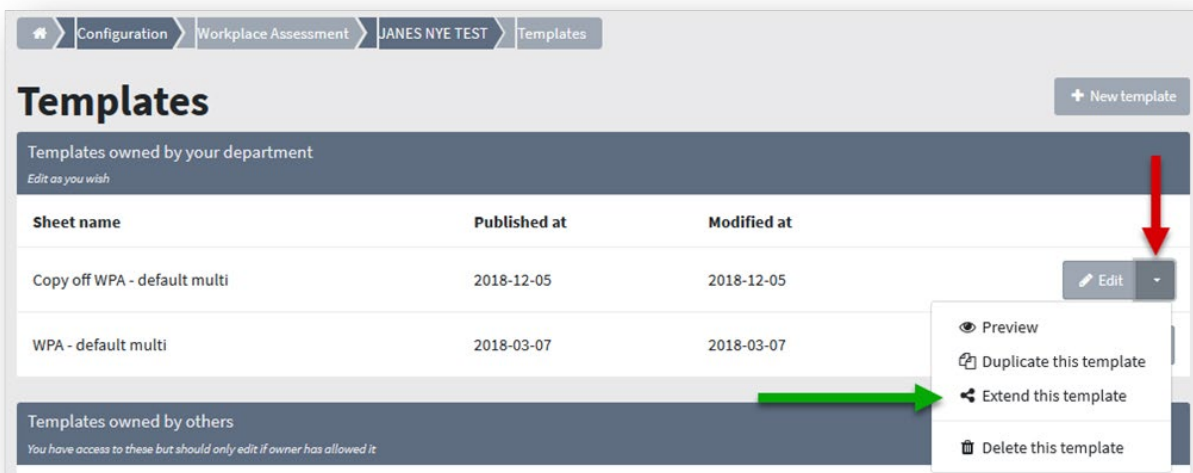 Configuration Workplace Assessment JANES NYE TEST Templates
Templates
New template
Templates owned by your department
Edit as you wish
Sheet name Published at Modified at
Copy off WPA - default multi 2018-12-05 2018-12-05 Edit
WPA - default multi 2018-03-07 2018-03-07
Preview
Duplicate this template
Extend this template
Delete this template
Templates owned by others
You have access to these but should only edit if owner has allowed it